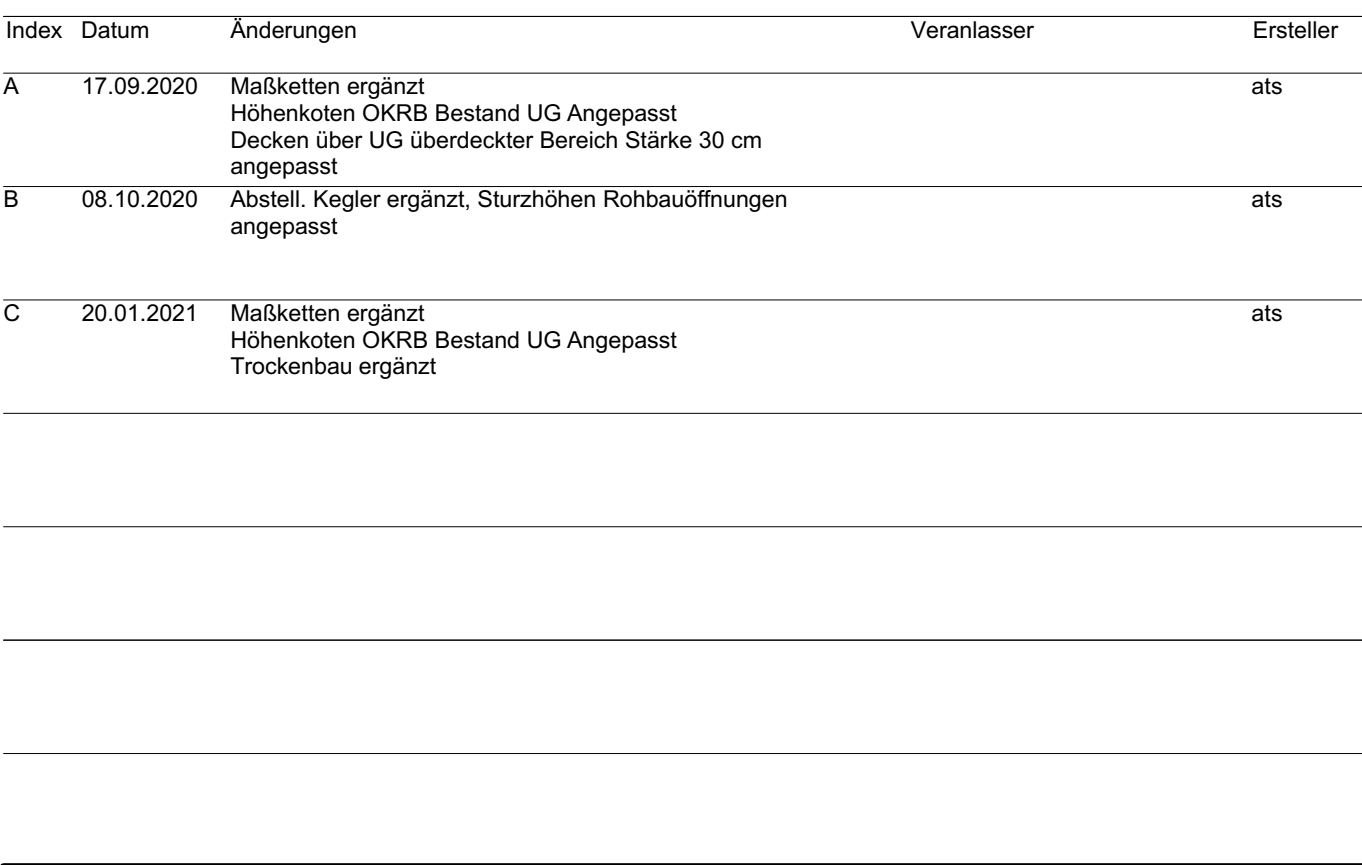 Index Datum Änderungen Veranlasser Ersteller
A 17.09.2020 Maßketten ergänzt ats
Höhenkoten OKRB Bestand UG Angepasst
Decken über UG überdeckter Bereich Stärke 30 cm
angepasst
B 08.10.2020 Abstell. Kegler ergänzt, Sturzhöhen Rohbauöffnungen ats
angepasst
C 20.01.2021 Maßketten ergänzt ats
Höhenkoten OKRB Bestand UG Angepasst
Trockenbau ergänzt